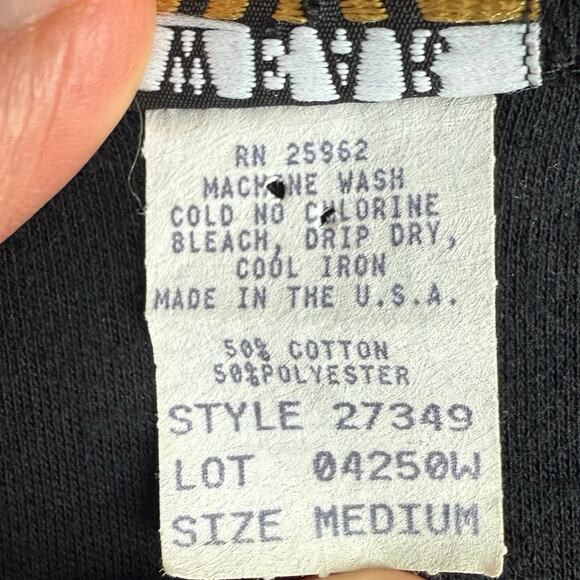 WEAR
RN 25962
MACHINE WASH
COLD NO CHLORINE
BLEACH, DRIP DRY,
COOL IRON
MADE IN THE U.S.A.
50% COTTON
50%POLYESTER
STYLE 27349
LOT 04250W
SIZE MEDIUM